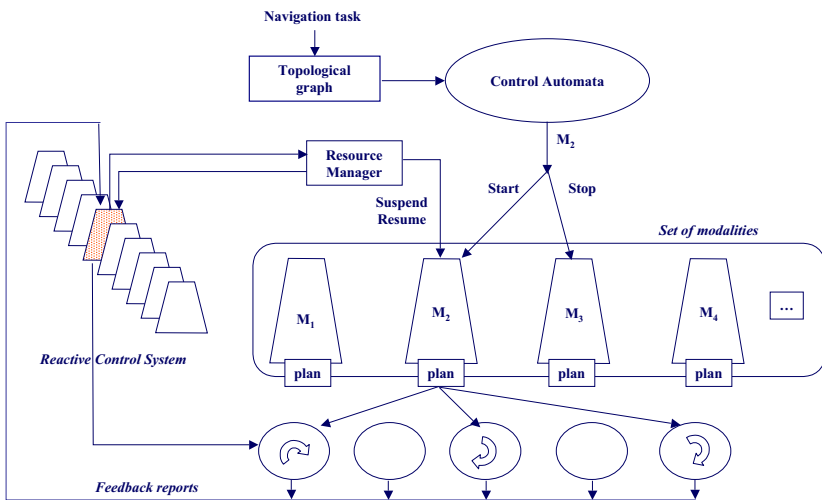 Navigation task
Topological
graph
Control Automata
M2
Resource
Manager
Start
Stop
Suspend
Resume
Set of modalities
M1
M2
M3
M4
...
Reactive Control System
plan
plan
plan
plan
Feedback reports